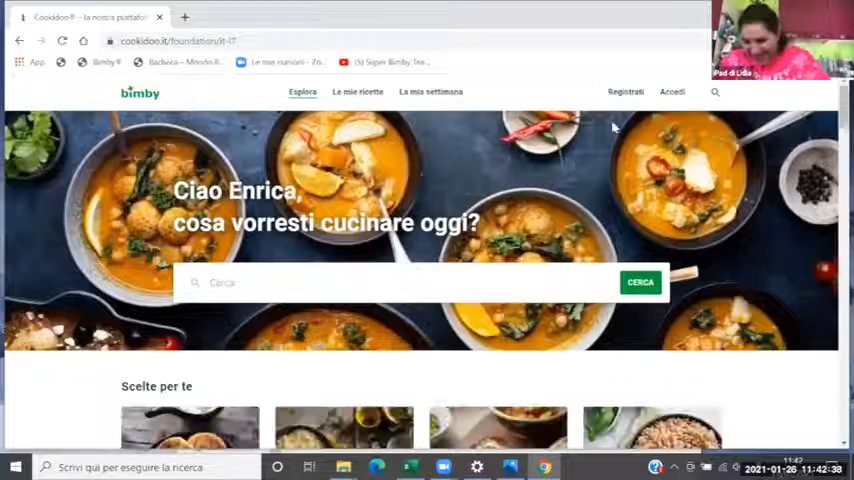 Cookidoo® – la nostra piattafor
cookidoo.it/foundation/it-IT
App
Bimby®
Bacheca – Mondo B...
Le mie riunioni - Zo...
(5) Super Bimby Tea...
iPad di Lidia
bimby
Esplora
Le mie ricette
La mia settimana
Registrati
Accedi
Ciao Enrica,
cosa vorresti cucinare oggi?
Cerca
CERCA
Scelte per te
Scrivi qui per eseguire la ricerca
11:42
2021-01-26 11:42:38